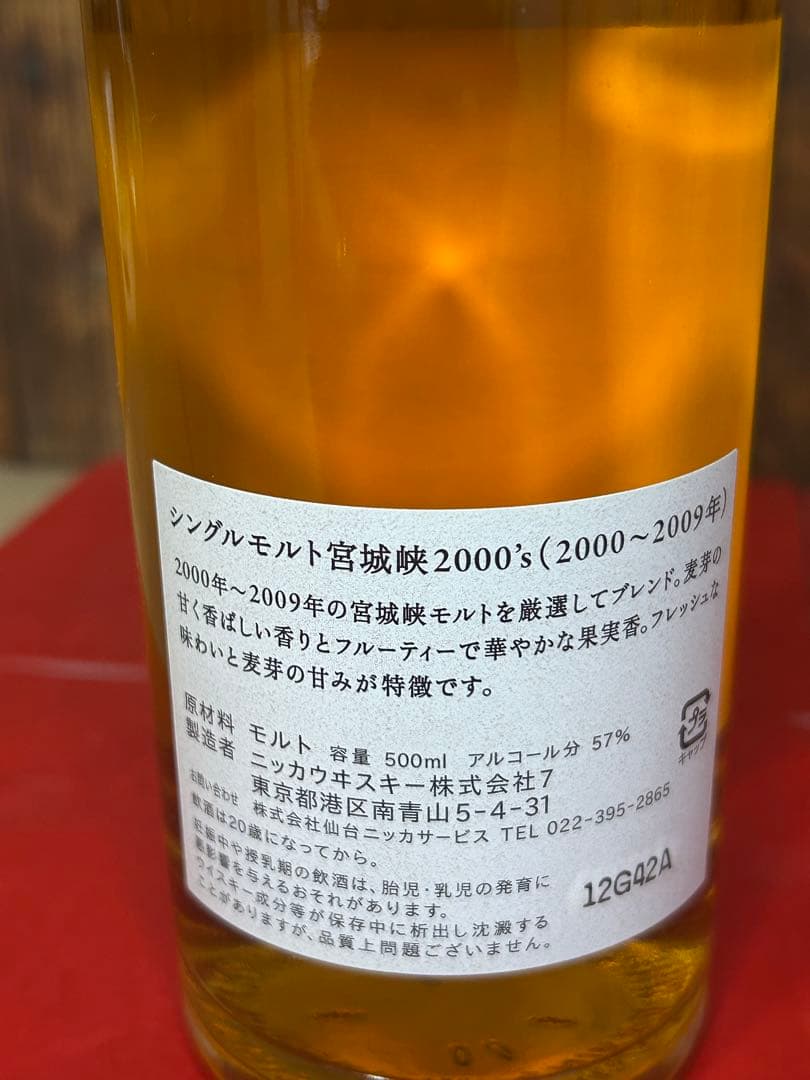 シングルモルト宮城峡2000's(2000〜2009年)
2000年〜2009年の宮城峡モルトを厳選してブレンド。麦芽の
甘く香ばしい香りとフルーティーで華やかな果実香。フレッシュな
味わいと麦芽の甘みが特徴です。
原材料 モルト 容量 500ml アルコール分 57%
製造者 ニッカウヰスキー株式会社7
東京都港区南青山5-4-31
お問い合わせ 株式会社仙台ニッカサービス TEL 022-395-2865
飲酒は20歳になってから。
妊娠中や授乳期の飲酒は、胎児・乳児の発育に
悪影響を与えるおそれがあります。
ウイスキー成分等が保存中に析出し沈澱する
ことがありますが、品質上問題ございません。
プラ
キャップ
12G42A